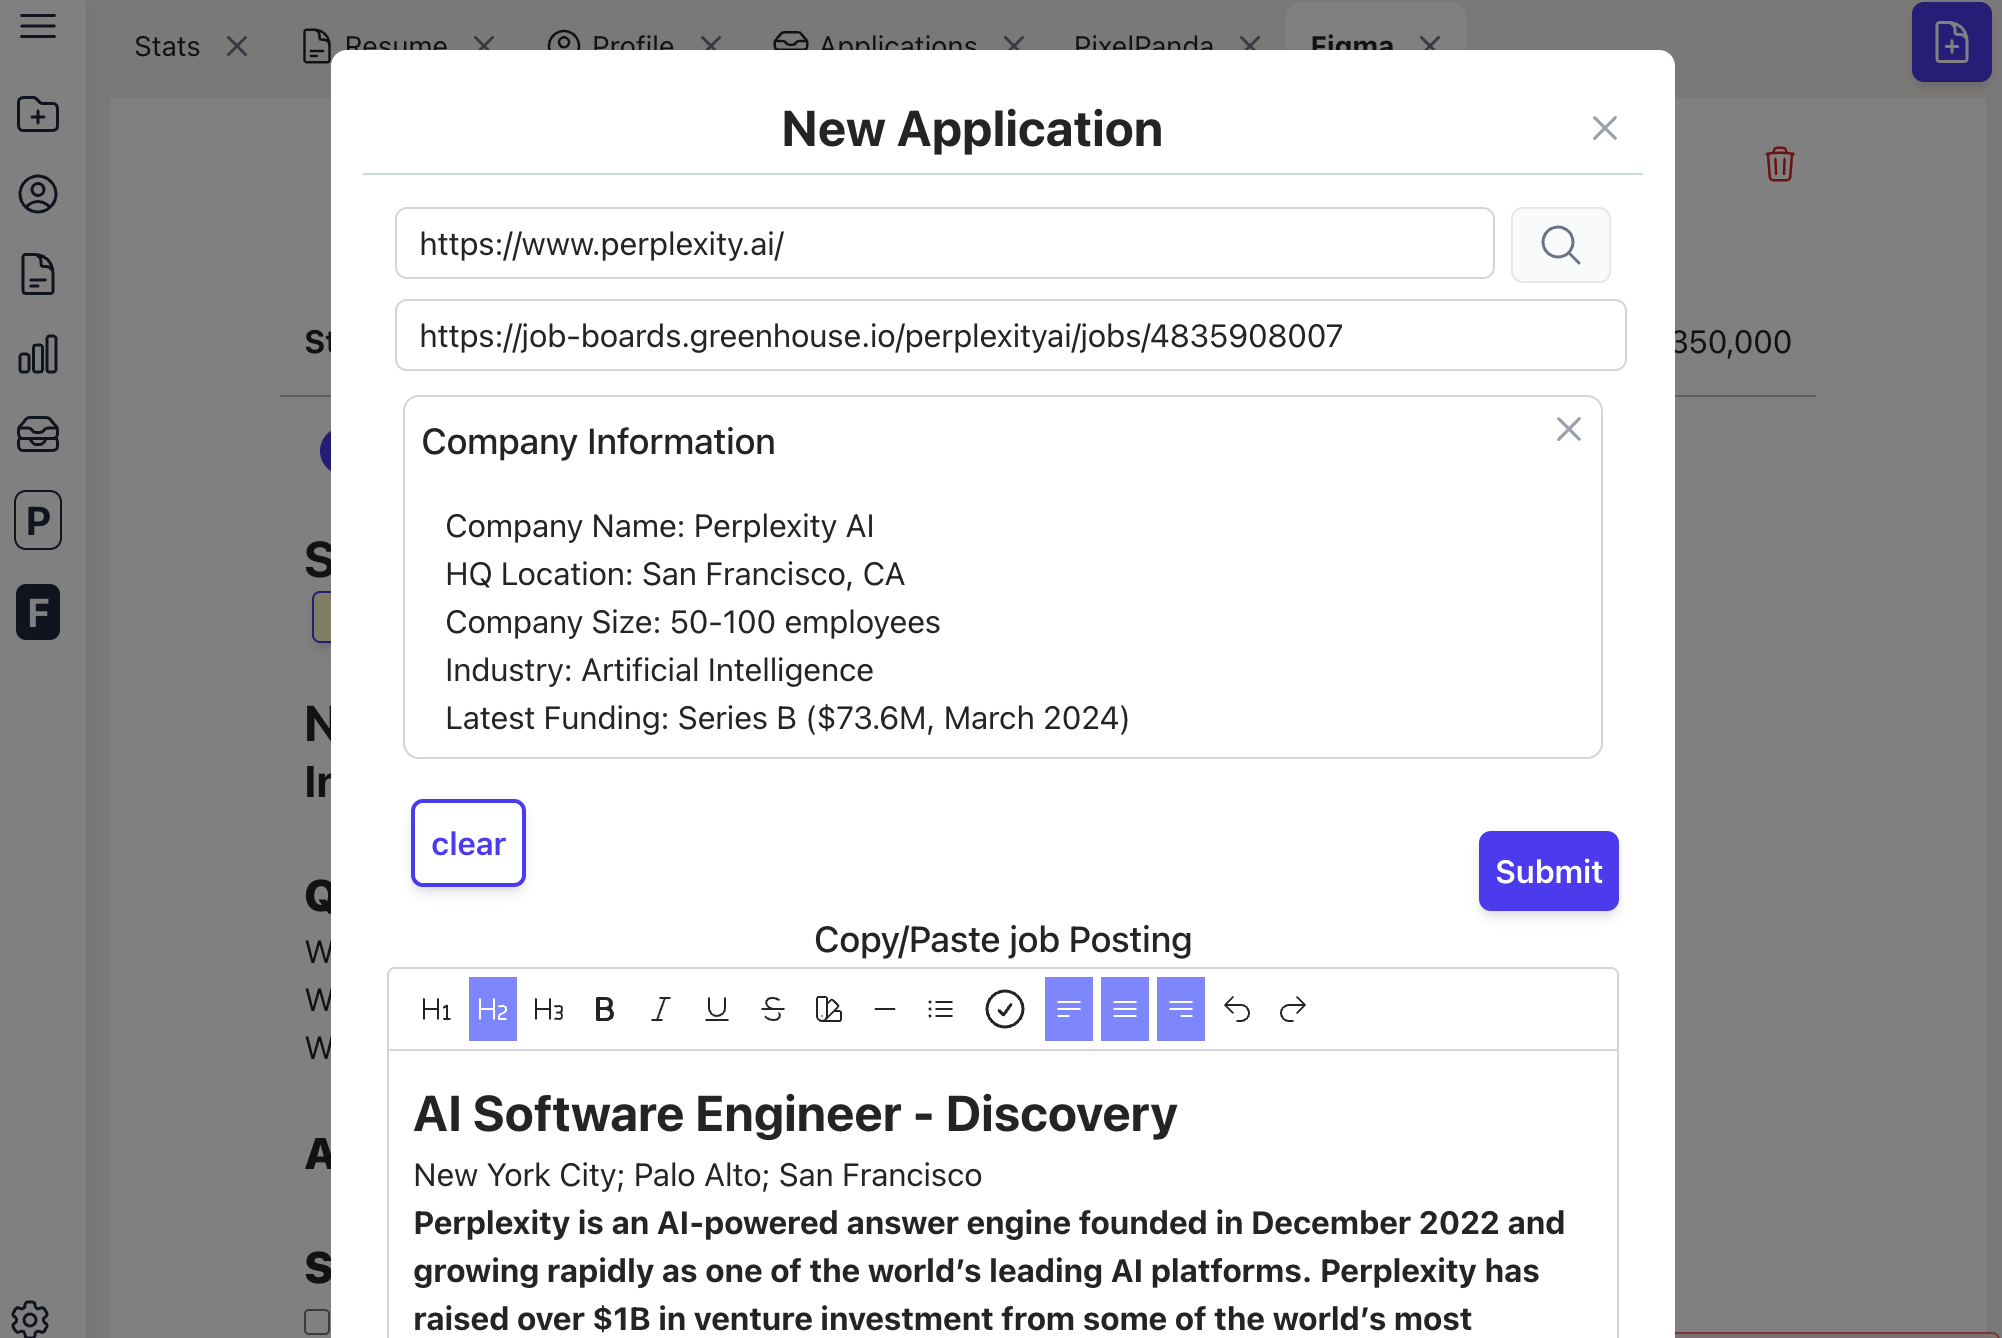 Stats
Resume
Profile
Applications
PixelPanda
Figma
New Application
https://www.perplexity.ai/
https://job-boards.greenhouse.io/perplexityai/jobs/4835908007
St
350,000
Company Information
Company Name: Perplexity AI
HQ Location: San Francisco, CA
Company Size: 50-100 employees
Industry: Artificial Intelligence
Latest Funding: Series B ($73.6M, March 2024)
P
F
S
N
In
clear
Submit
Q
W
W
W
Copy/Paste job Posting
H1 H2 H3 B I U S
AI Software Engineer - Discovery
New York City; Palo Alto; San Francisco
A
Perplexity is an AI-powered answer engine founded in December 2022 and
growing rapidly as one of the world’s leading AI platforms. Perplexity has
raised over $1B in venture investment from some of the world’s most
S